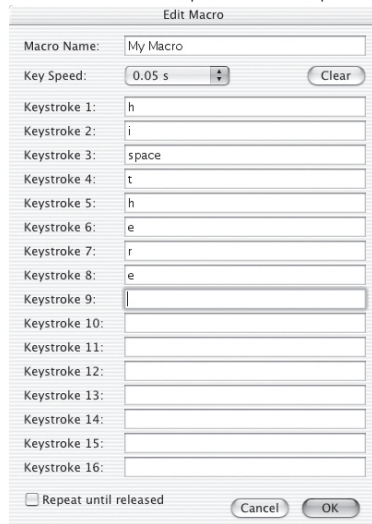 Edit Macro
Macro Name: My Macro
Key Speed: 0.05 s Clear
Keystroke 1: h
Keystroke 2: i
Keystroke 3: space
Keystroke 4: t
Keystroke 5: h
Keystroke 6: e
Keystroke 7: r
Keystroke 8: e
Keystroke 9:
Keystroke 10:
Keystroke 11:
Keystroke 12:
Keystroke 13:
Keystroke 14:
Keystroke 15:
Keystroke 16:
Repeat until released
Cancel OK